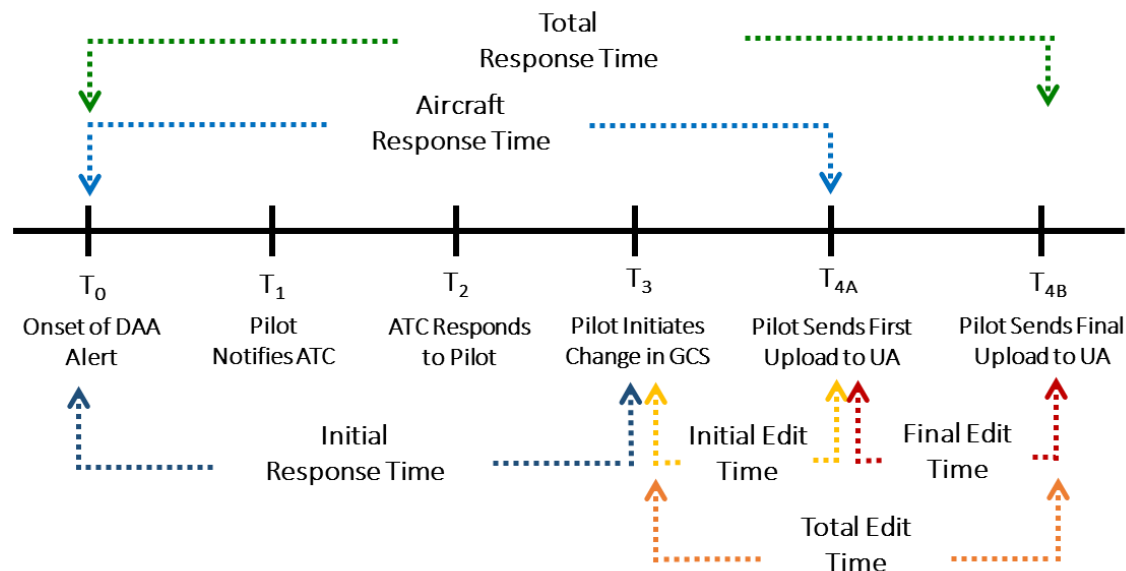 Total
Response Time
Aircraft
Response Time
T0
T1
T2
T3
T4A
T4B
Onset of DAA
Alert
Pilot
Notifies ATC
ATC Responds
to Pilot
Pilot Initiates
Change in GCS
Pilot Sends First
Upload to UA
Pilot Sends Final
Upload to UA
Initial
Response Time
Initial Edit
Time
Final Edit
Time
Total Edit
Time